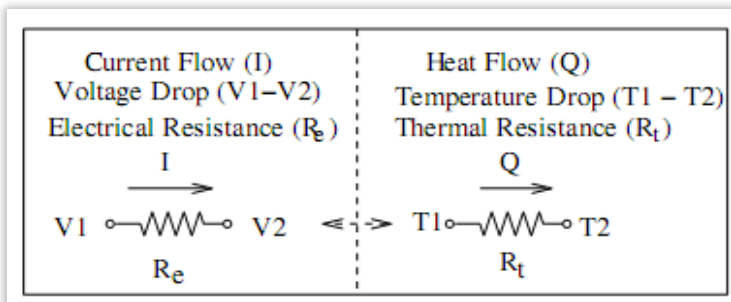 Current Flow (I)
Voltage Drop (V1−V2)
Electrical Resistance (Re)
I
V1
V2
Re
Heat Flow (Q)
Temperature Drop (T1 − T2)
Thermal Resistance (Rt)
Q
T1
T2
Rt